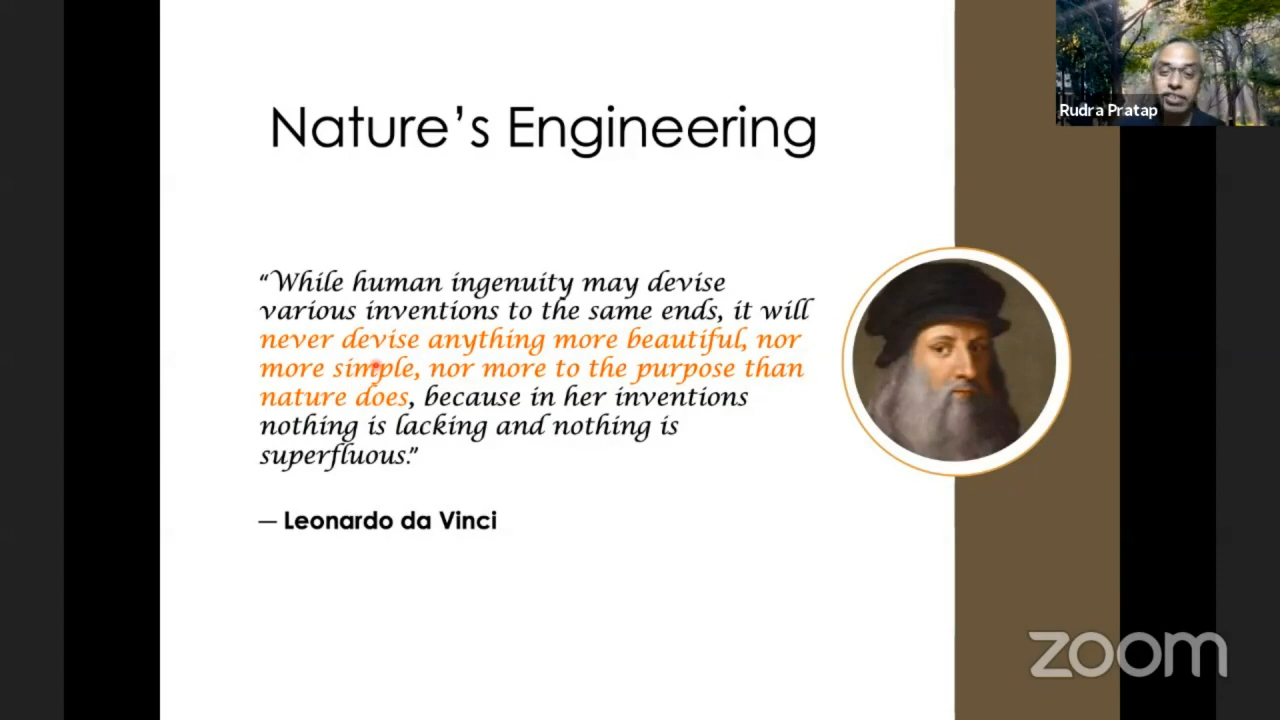 Nature’s Engineering
Rudra Pratap
“While human ingenuity may devise
various inventions to the same ends, it will
never devise anything more beautiful, nor
more simple, nor more to the purpose than
nature does, because in her inventions
nothing is lacking and nothing is
superfluous.”
— Leonardo da Vinci
zoom